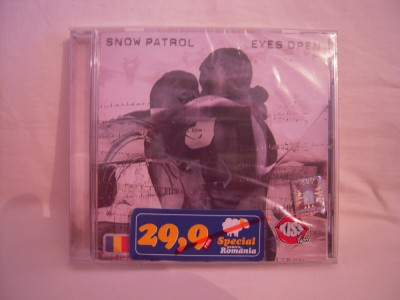 SNOW PATROL EYES OPEN
29,9
Special
România
KISS